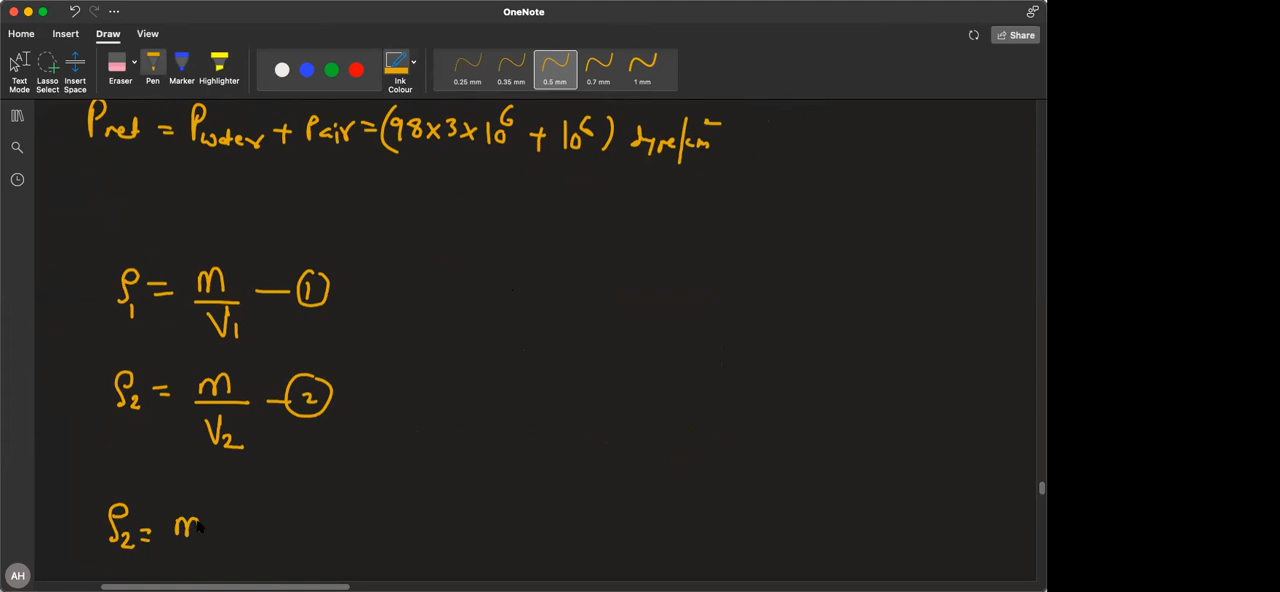 OneNote
Home Insert Draw View
Share
Text Mode Lasso Select Insert Space Eraser Pen Marker Highlighter Ink Colour 0.25 mm 0.35 mm 0.5 mm 0.7 mm 1 mm
Pnet = Pwater + Pair = (98 × 3 × 10⁶ + 10⁶) dyne/cm²
ρ₁ = m/V₁ — ①
ρ₂ = m/V₂ — ②
ρ₂ = m
AH